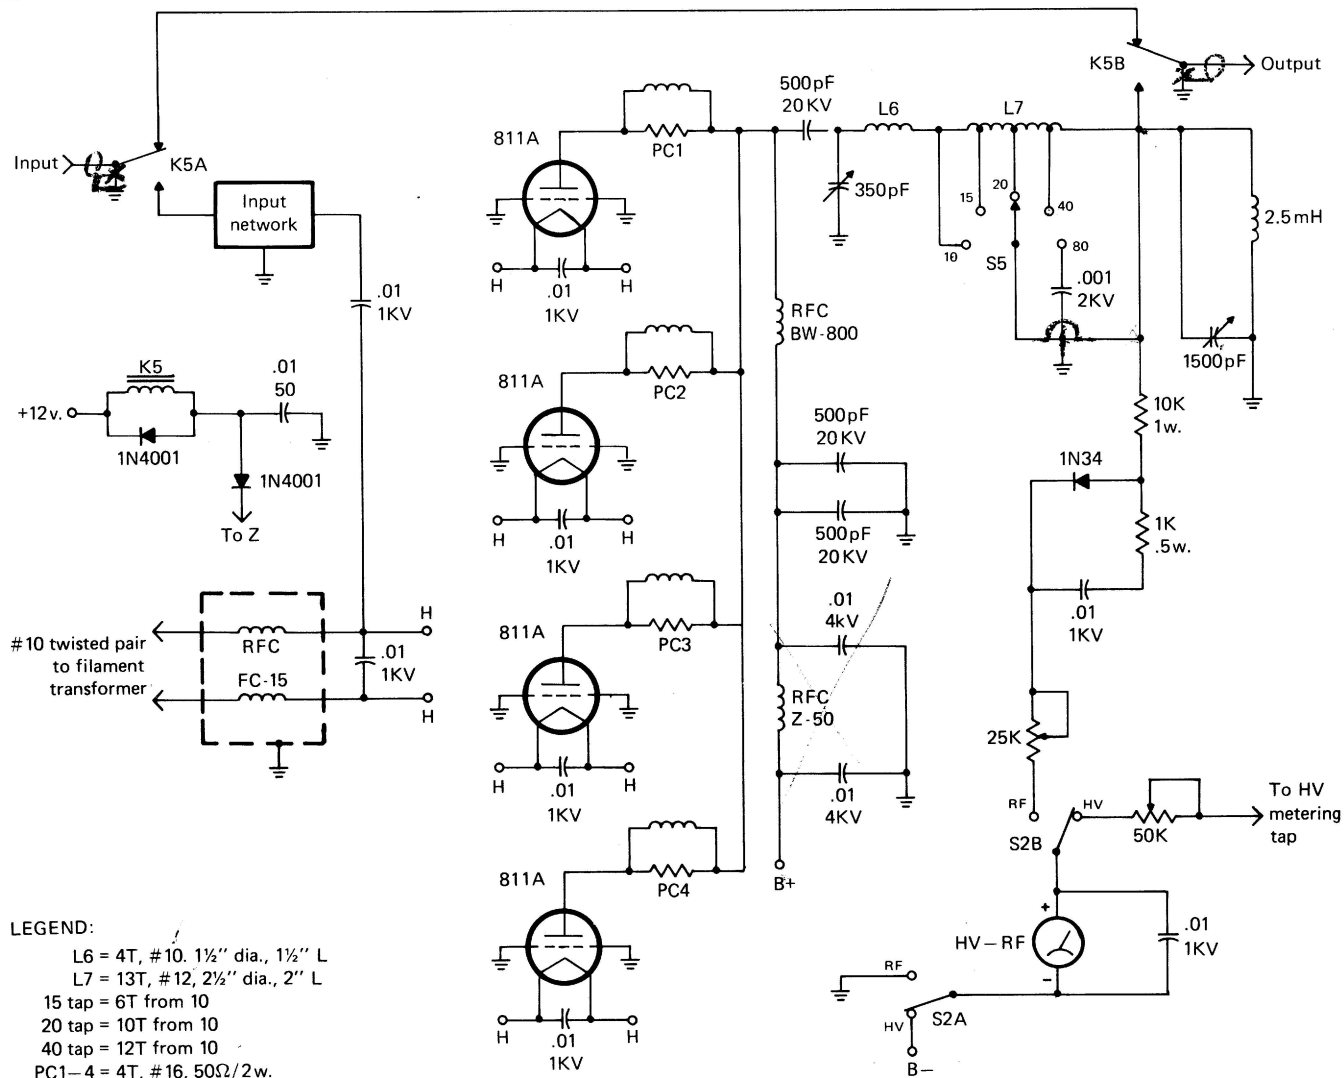 K5B
Output
500pF
20KV
L6
L7
811A
PC1
Input
K5A
Input
network
350pF
15
20
40
10
S5
80
2.5mH
.001
2KV
H
.01
1KV
H
.01
1KV
RFC
BW-800
1500pF
K5
.01
50
+12v.
1N4001
1N4001
To Z
811A
PC2
500pF
20KV
10K
1w.
1N34
500pF
20KV
1K
.5w.
H
.01
1KV
H
.01
1KV
#10 twisted pair
to filament
transformer
RFC
FC-15
H
.01
1KV
H
811A
PC3
.01
4kV
RFC
Z-50
.01
4KV
H
.01
1KV
H
25K
RF
S2B
HV
50K
To HV
metering
tap
811A
PC4
B+
+
HV-RF
–
.01
1KV
RF
HV
S2A
B–
H
.01
1KV
H
LEGEND:
L6 = 4T, #10. 1½" dia., 1½" L
L7 = 13T, #12, 2½" dia., 2" L
15 tap = 6T from 10
20 tap = 10T from 10
40 tap = 12T from 10
PC1–4 = 4T, #16, 50Ω/2w.